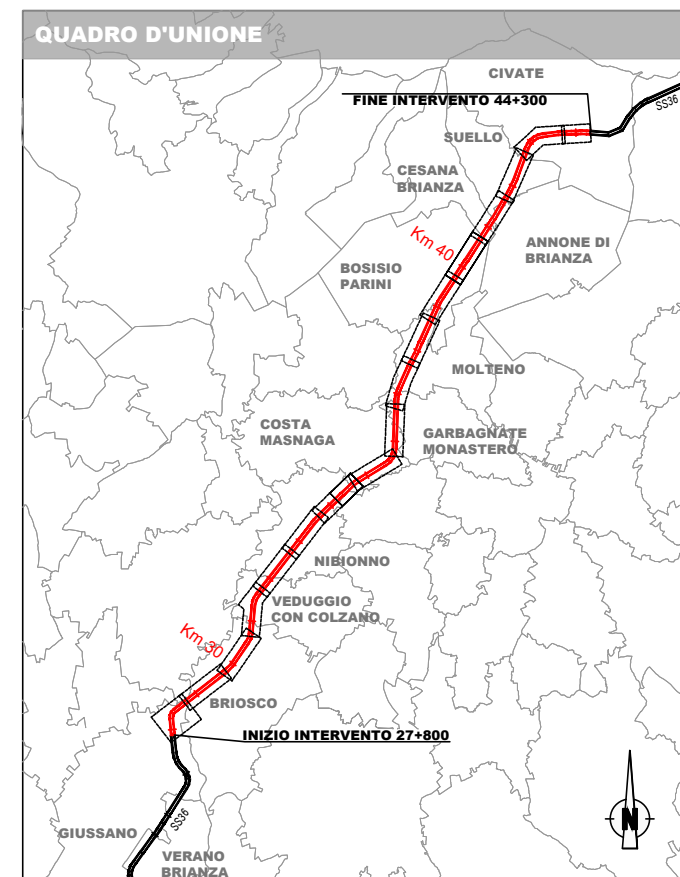 QUADRO D'UNIONE
CIVATE
FINE INTERVENTO 44+300
SS36
SUELLO
CESANA
BRIANZA
Km 40
ANNONE DI
BRIANZA
BOSISIO
PARINI
MOLTENO
COSTA
MASNAGA
GARBAGNATE
MONASTERO
NIBIONNO
VEDUGGIO
CON COLZANO
Km 30
BRIOSCO
INIZIO INTERVENTO 27+800
GIUSSANO
SS36
VERANO
BRIANZA
N